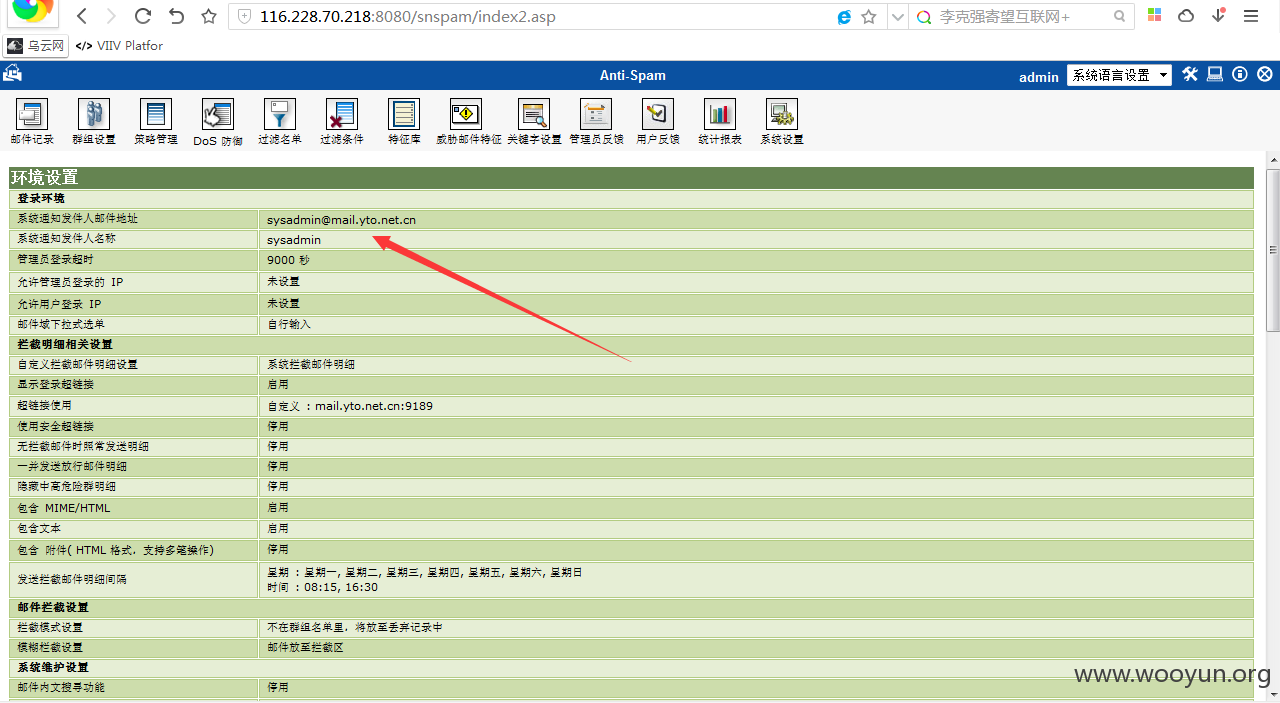 116.228.70.218:8080/snspam/index2.asp
李克强寄望互联网+
乌云网 </> VIIV Platfor
Anti-Spam
admin 系统语言设置
邮件记录 群组设置 策略管理 DoS 防御 过滤名单 过滤条件 特征库 威胁邮件特征 关键字设置 管理员反馈 用户反馈 统计报表 系统设置
环境设置
登录环境
系统通知发件人邮件地址 sysadmin@mail.yto.net.cn
系统通知发件人名称 sysadmin
管理员登录超时 9000 秒
允许管理员登录的 IP 未设置
允许用户登录 IP 未设置
邮件域下拉式选单 自行输入
拦截明细相关设置
自定义拦截邮件明细设置 系统拦截邮件明细
显示登录超链接 启用
超链接使用 自定义 : mail.yto.net.cn:9189
使用安全超链接 停用
无拦截邮件时照常发送明细 停用
一并发送放行邮件明细 停用
隐藏中高危险群明细 停用
包含 MIME/HTML 启用
包含文本 启用
包含 附件( HTML 格式．支持多笔操作) 停用
发送拦截邮件明细间隔 星期 : 星期一, 星期二, 星期三, 星期四, 星期五, 星期六, 星期日
时间 : 08:15, 16:30
邮件拦截设置
拦截模式设置 不在群组名单里，将放至丢弃记录中
模糊拦截设置 邮件放至拦截区
系统维护设置
邮件内文搜寻功能 停用
www.wooyun.org